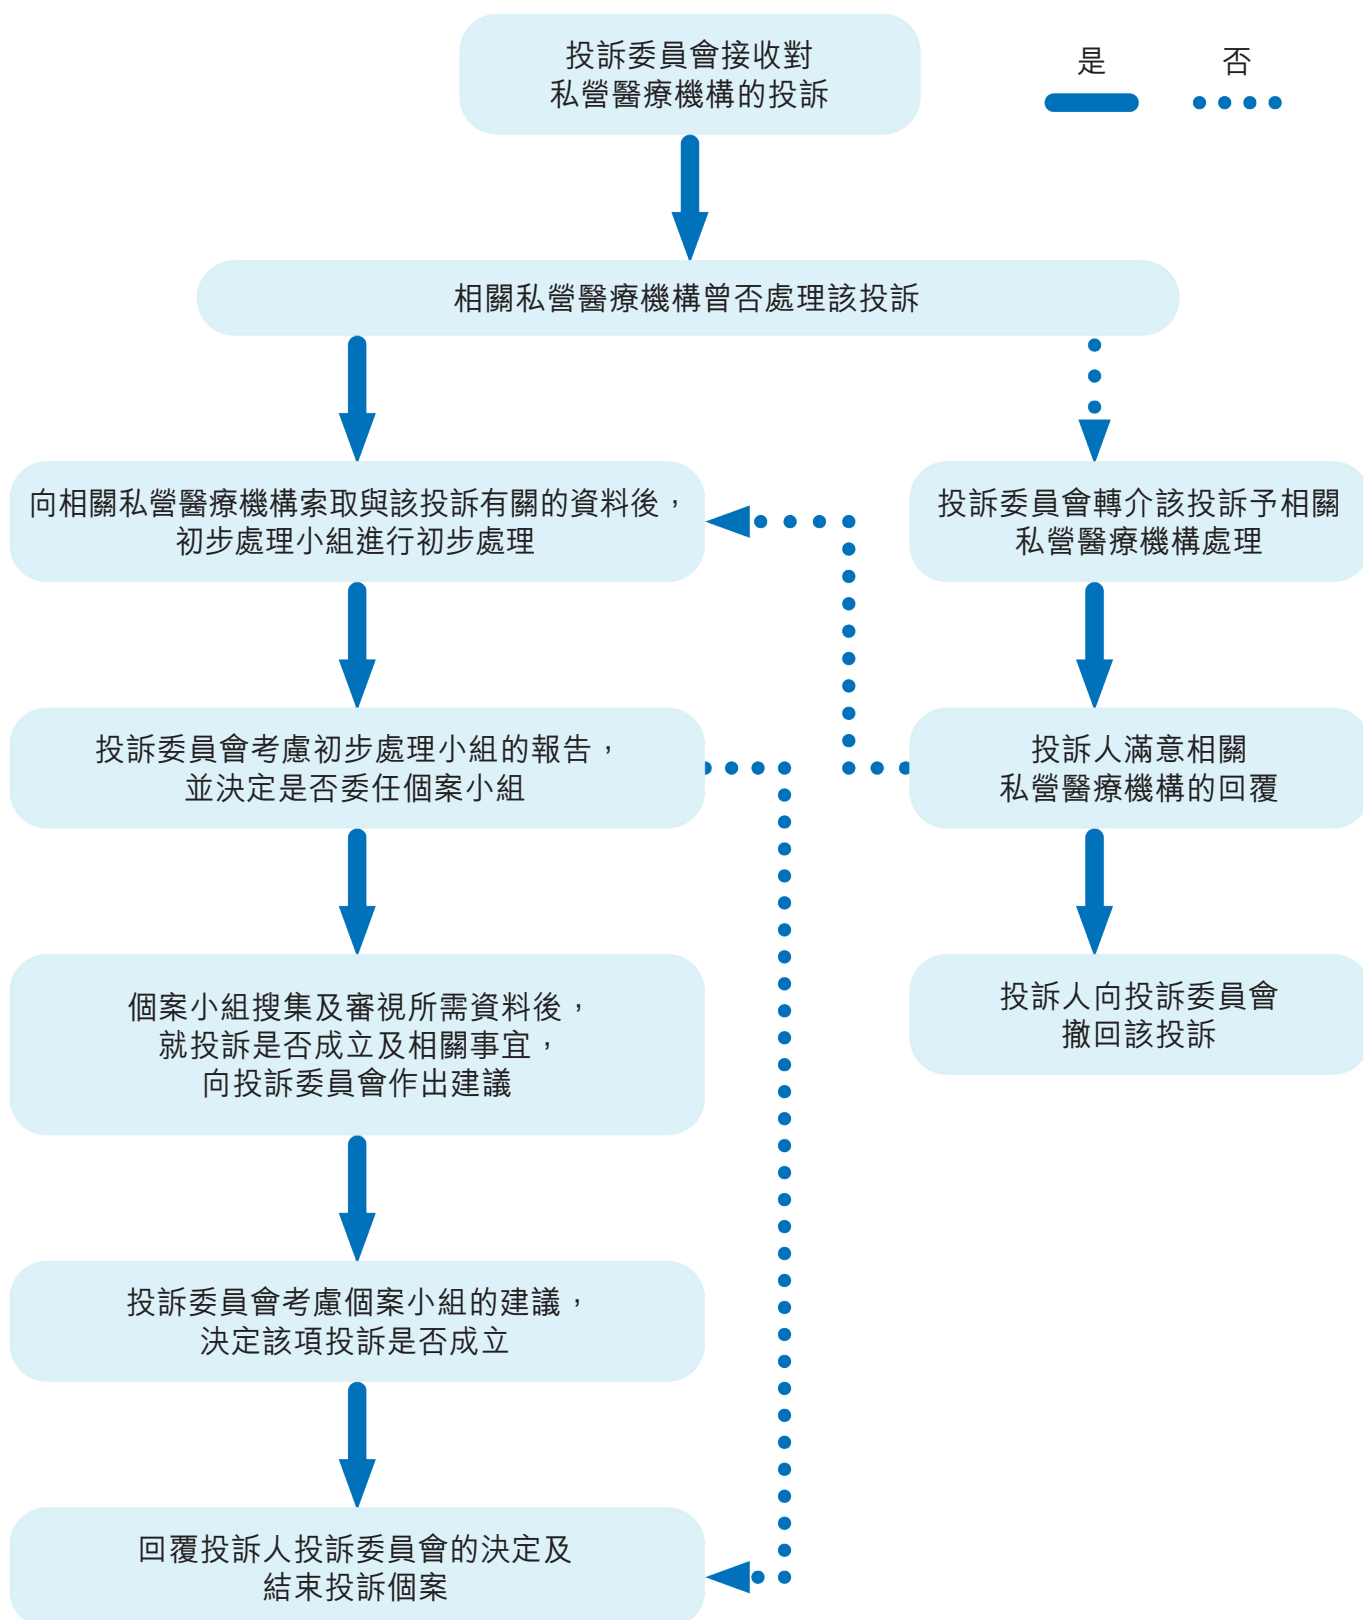 投訴委員會接收對
私營醫療機構的投訴
是
否
相關私營醫療機構曾否處理該投訴
向相關私營醫療機構索取與該投訴有關的資料後，
初步處理小組進行初步處理
投訴委員會轉介該投訴予相關
私營醫療機構處理
投訴委員會考慮初步處理小組的報告，
並決定是否委任個案小組
投訴人滿意相關
私營醫療機構的回覆
個案小組搜集及審視所需資料後，
就投訴是否成立及相關事宜，
向投訴委員會作出建議
投訴人向投訴委員會
撤回該投訴
投訴委員會考慮個案小組的建議，
決定該項投訴是否成立
回覆投訴人投訴委員會的決定及
結束投訴個案